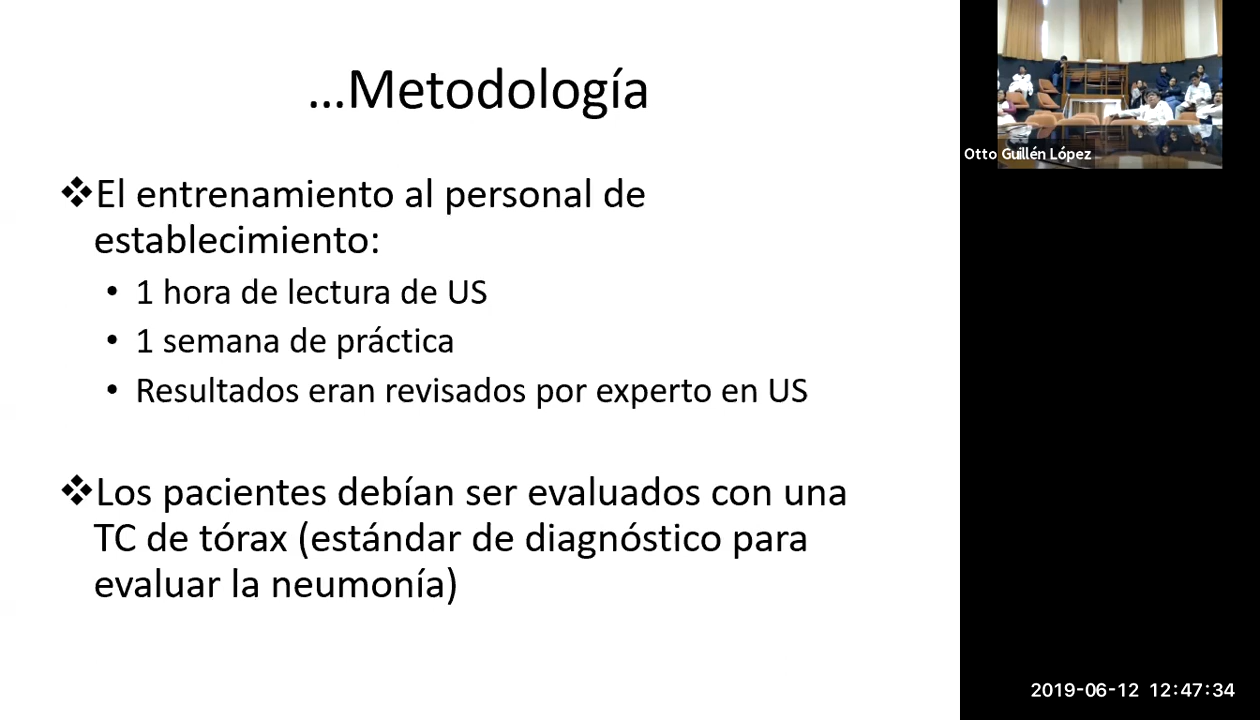 ...Metodología
❖El entrenamiento al personal de
establecimiento:
• 1 hora de lectura de US
• 1 semana de práctica
• Resultados eran revisados por experto en US
❖Los pacientes debían ser evaluados con una
TC de tórax (estándar de diagnóstico para
evaluar la neumonía)
Otto Guillén López
2019-06-12 12:47:34